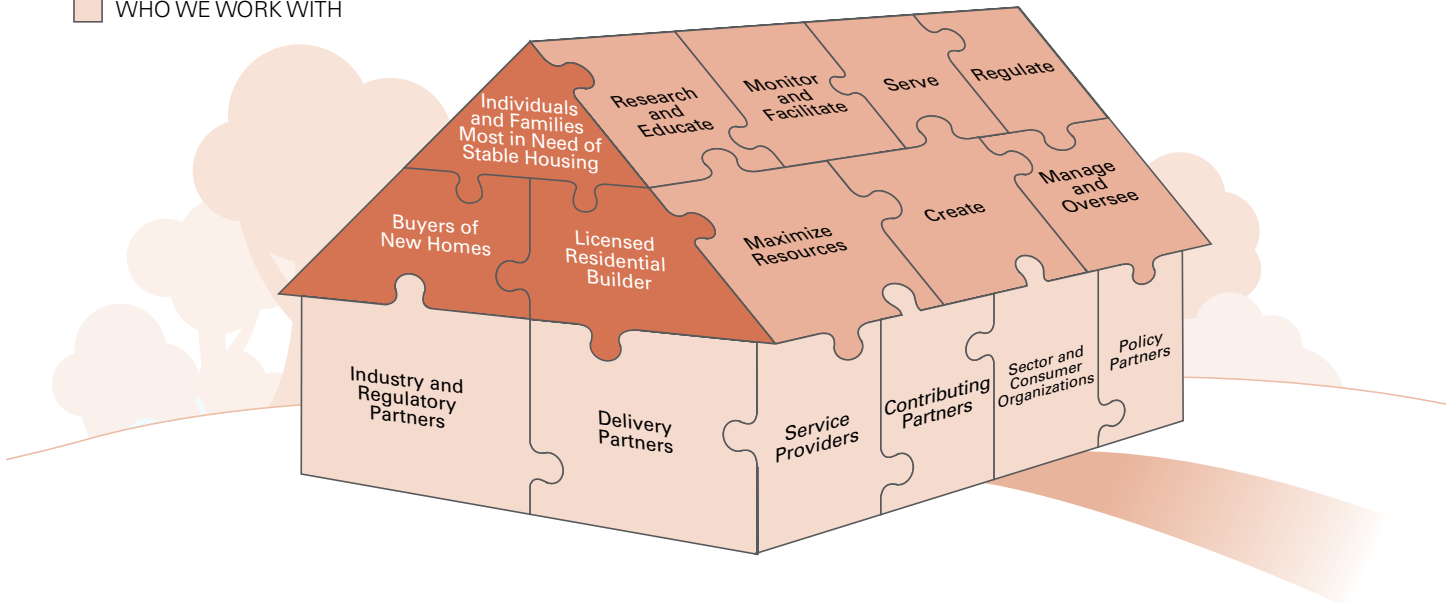 WHO WE WORK WITH
Individuals
and Families
Most in Need of
Stable Housing
Buyers of
New Homes
Licensed
Residential
Builder
Research
and
Educate
Monitor
and
Facilitate
Serve
Regulate
Maximize
Resources
Create
Manage
and
Oversee
Industry and
Regulatory
Partners
Delivery
Partners
Service
Providers
Contributing
Partners
Sector and
Consumer
Organizations
Policy
Partners